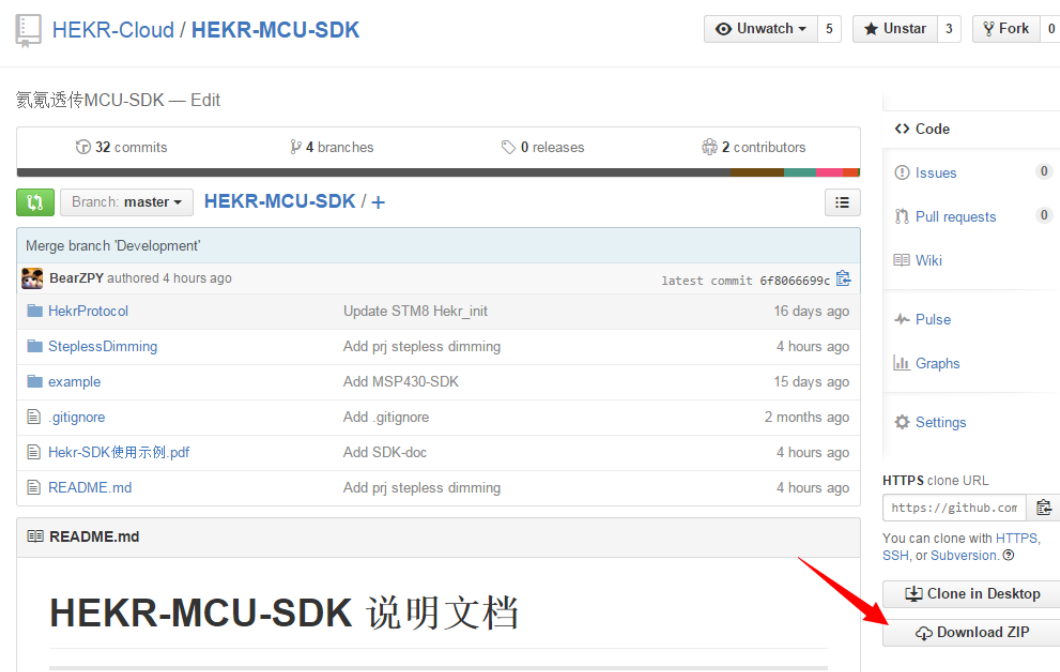 HEKR-Cloud / HEKR-MCU-SDK
Unwatch 5
Unstar 3
Fork 0
氦氪透传MCU-SDK — Edit
32 commits
4 branches
0 releases
2 contributors
Branch: master
HEKR-MCU-SDK / +
Merge branch 'Development'
BearZPY authored 4 hours ago
latest commit 6f8066699c
HekrProtocol Update STM8 Hekr_init 16 days ago
SteplessDimming Add prj stepless dimming 4 hours ago
example Add MSP430-SDK 15 days ago
.gitignore Add .gitignore 2 months ago
Hekr-SDK使用示例.pdf Add SDK-doc 4 hours ago
README.md Add prj stepless dimming 4 hours ago
README.md
HEKR-MCU-SDK 说明文档
Code
Issues 0
Pull requests 0
Wiki
Pulse
Graphs
Settings
HTTPS clone URL
https://github.com
You can clone with HTTPS,
SSH, or Subversion.
Clone in Desktop
Download ZIP